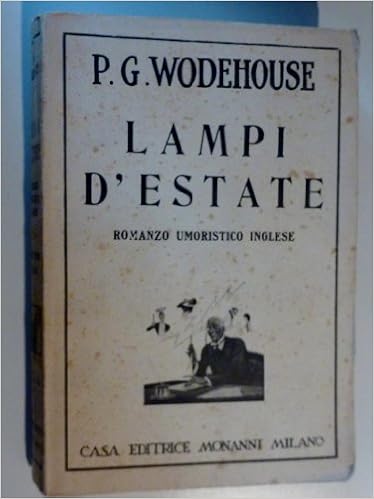 P. G. WODEHOUSE
LAMPI
D'ESTATE
ROMANZO UMORISTICO INGLESE
CASA EDITRICE MONANNI MILANO